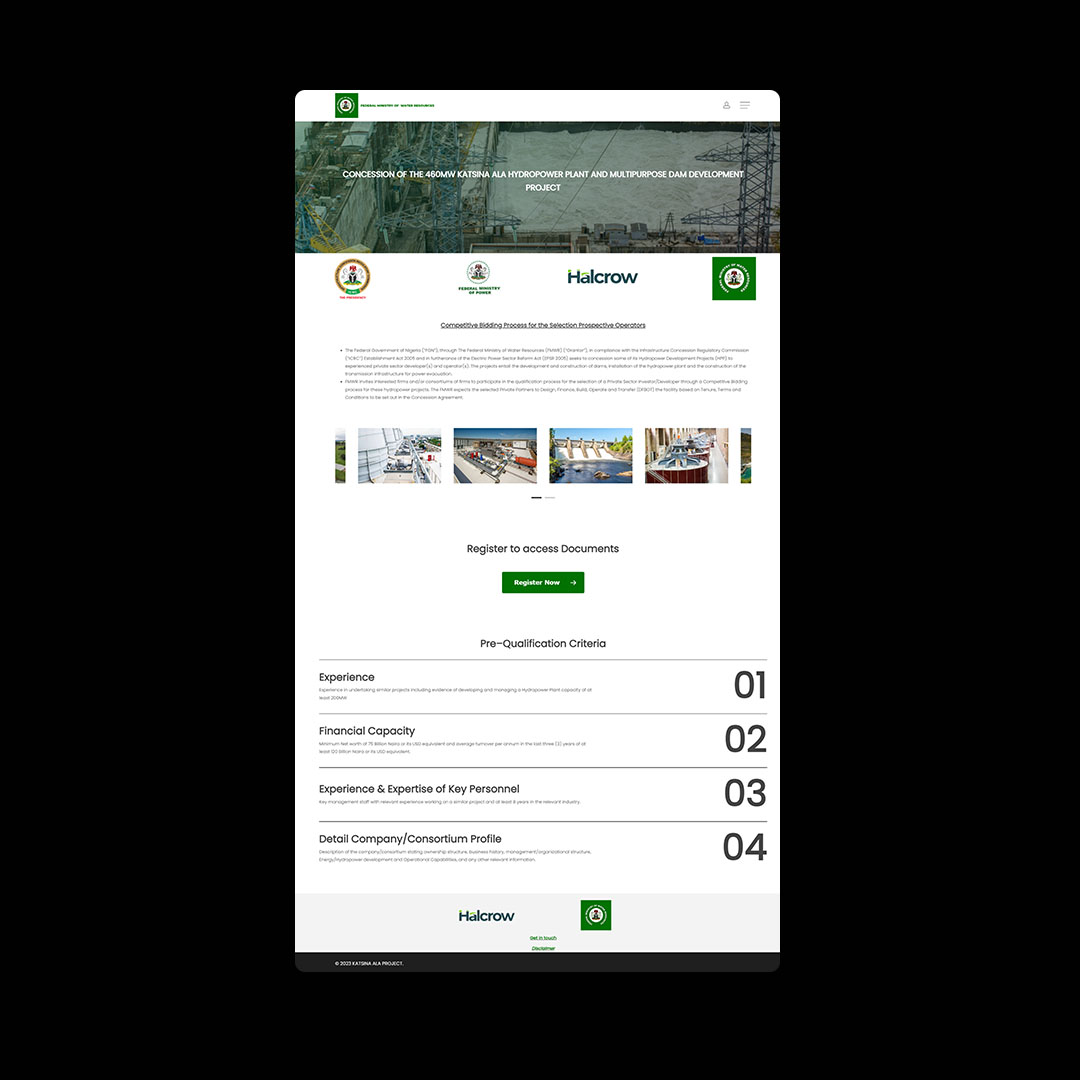 FEDERAL MINISTRY OF WATER RESOURCES
CONCESSION OF THE 460MW KATSINA ALA HYDROPOWER PLANT AND MULTIPURPOSE DAM DEVELOPMENT
PROJECT
THE PRESIDENCY
FEDERAL MINISTRY
OF POWER
Halcrow
Competitive Bidding Process for the Selection Prospective Operators
The Federal Government of Nigeria ("FGN"), through The Federal Ministry of Water Resources (FMWR) ("Grantor"), in compliance with the Infrastructure Concession Regulatory Commission
("ICRC") Establishment Act 2005 and in furtherance of the Electric Power Sector Reform Act (EPSR 2005) seeks to concession some of its Hydropower Development Projects (HPP) to
experienced private sector developer(s) and operator(s). The projects entail the development and construction of dams, installation of the hydropower plant and the construction of the
transmission infrastructure for power evacuation.
FMWR invites interested firms and/or consortiums of firms to participate in the qualification process for the selection of a Private Sector Investor/Developer through a Competitive Bidding
process for these hydropower projects. The FMWR expects the selected Private Partners to Design, Finance, Build, Operate and Transfer (DFBOT) the facility based on Tenure, Terms and
Conditions to be set out in the Concession Agreement.
Register to access Documents
Register Now →
Pre-Qualification Criteria
Experience
01
Experience in undertaking similar projects including evidence of developing and managing a Hydropower Plant capacity of at
least 200MW
Financial Capacity
02
Minimum Net worth of 75 Billion Naira or its USD equivalent and average turnover per annum in the last three (3) years of at
least 120 Billion Naira or its USD equivalent.
Experience & Expertise of Key Personnel
03
Key management staff with relevant experience working on a similar project and at least 8 years in the relevant industry.
Detail Company/Consortium Profile
04
Description of the company/consortium stating ownership structure, business history, management/organizational structure,
Energy/Hydropower development and Operational Capabilities, and any other relevant information.
Halcrow
Get in touch
Disclaimer
© 2023 KATSINA ALA PROJECT.